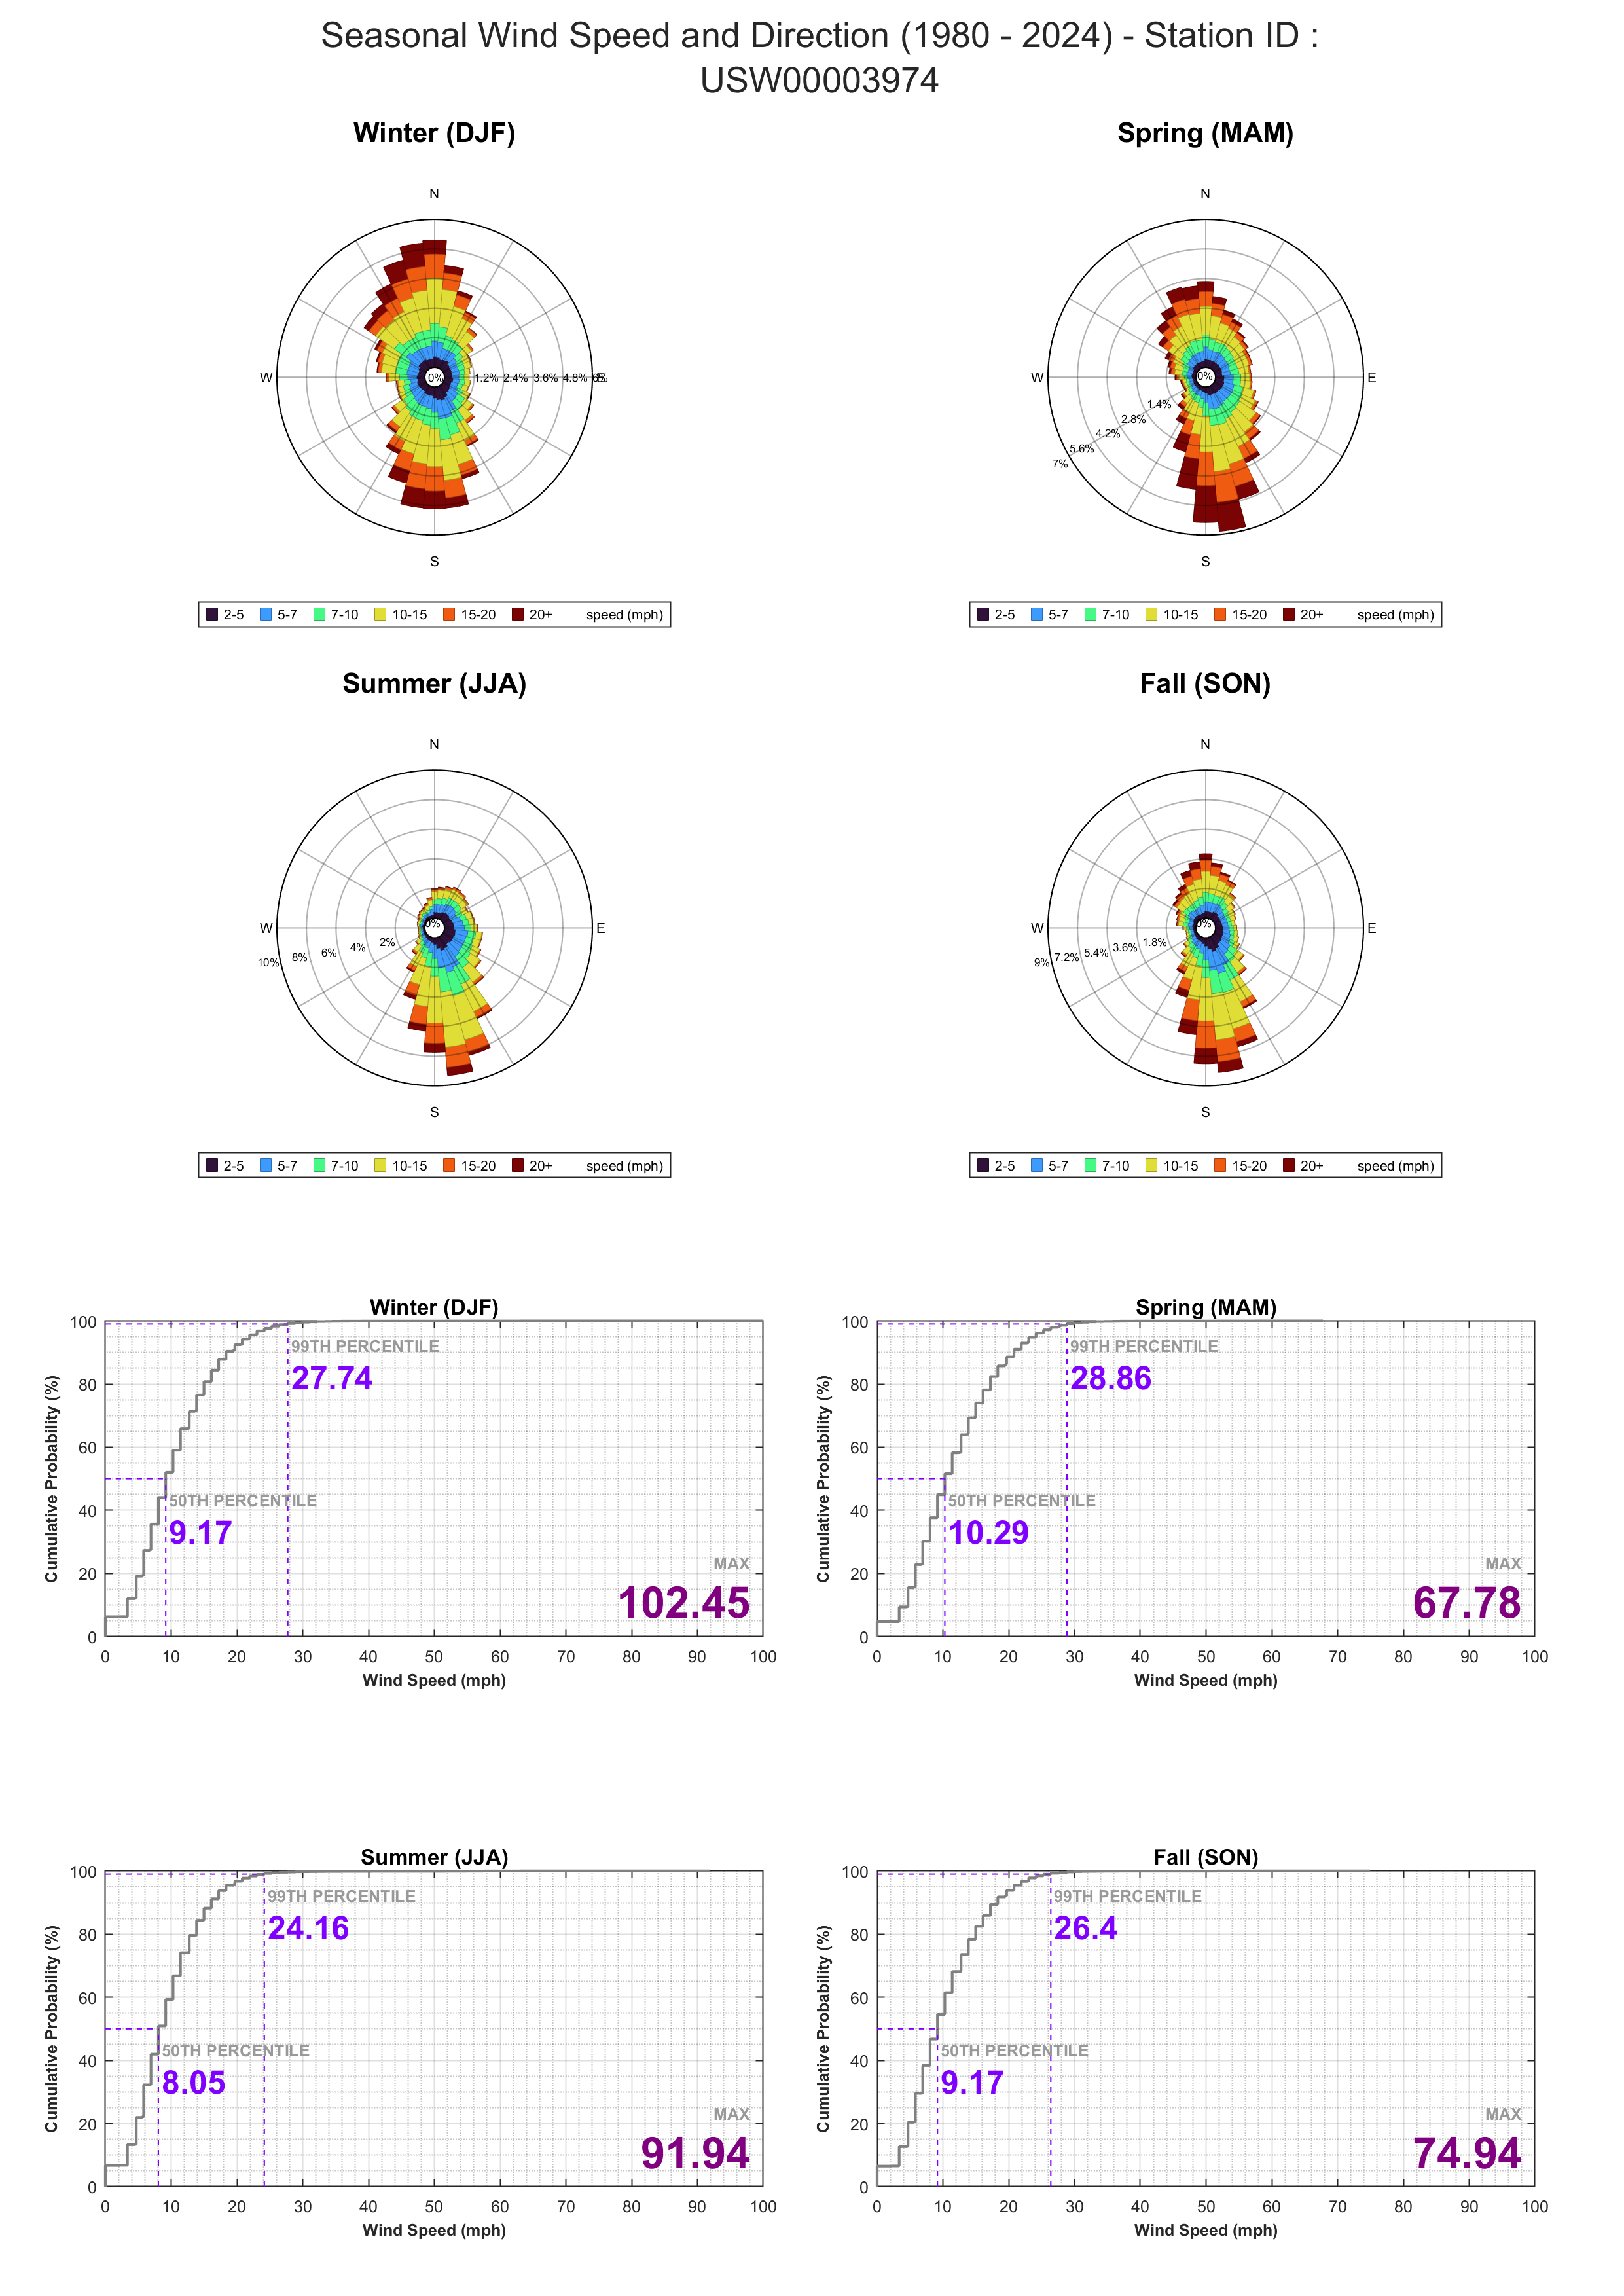 Seasonal Wind Speed and Direction (1980 - 2024) - Station ID :
USW00003974
Winter (DJF)
N
W
0%
1.2%
2.4%
3.6%
4.8%
S
2-5 5-7 7-10 10-15 15-20 20+ speed (mph)
Spring (MAM)
N
W
E
0%
1.4%
2.8%
4.2%
5.6%
7%
S
2-5 5-7 7-10 10-15 15-20 20+ speed (mph)
Summer (JJA)
N
W
E
0%
2%
4%
6%
8%
10%
S
2-5 5-7 7-10 10-15 15-20 20+ speed (mph)
Fall (SON)
N
W
E
0%
1.8%
3.6%
5.4%
7.2%
9%
S
2-5 5-7 7-10 10-15 15-20 20+ speed (mph)
Winter (DJF)
Cumulative Probability (%)
100
80
60
40
20
0
99TH PERCENTILE
27.74
50TH PERCENTILE
9.17
MAX
102.45
0 10 20 30 40 50 60 70 80 90 100
Wind Speed (mph)
Spring (MAM)
Cumulative Probability (%)
100
80
60
40
20
0
99TH PERCENTILE
28.86
50TH PERCENTILE
10.29
MAX
67.78
0 10 20 30 40 50 60 70 80 90 100
Wind Speed (mph)
Summer (JJA)
Cumulative Probability (%)
100
80
60
40
20
0
99TH PERCENTILE
24.16
50TH PERCENTILE
8.05
MAX
91.94
0 10 20 30 40 50 60 70 80 90 100
Wind Speed (mph)
Fall (SON)
Cumulative Probability (%)
100
80
60
40
20
0
99TH PERCENTILE
26.4
50TH PERCENTILE
9.17
MAX
74.94
0 10 20 30 40 50 60 70 80 90 100
Wind Speed (mph)